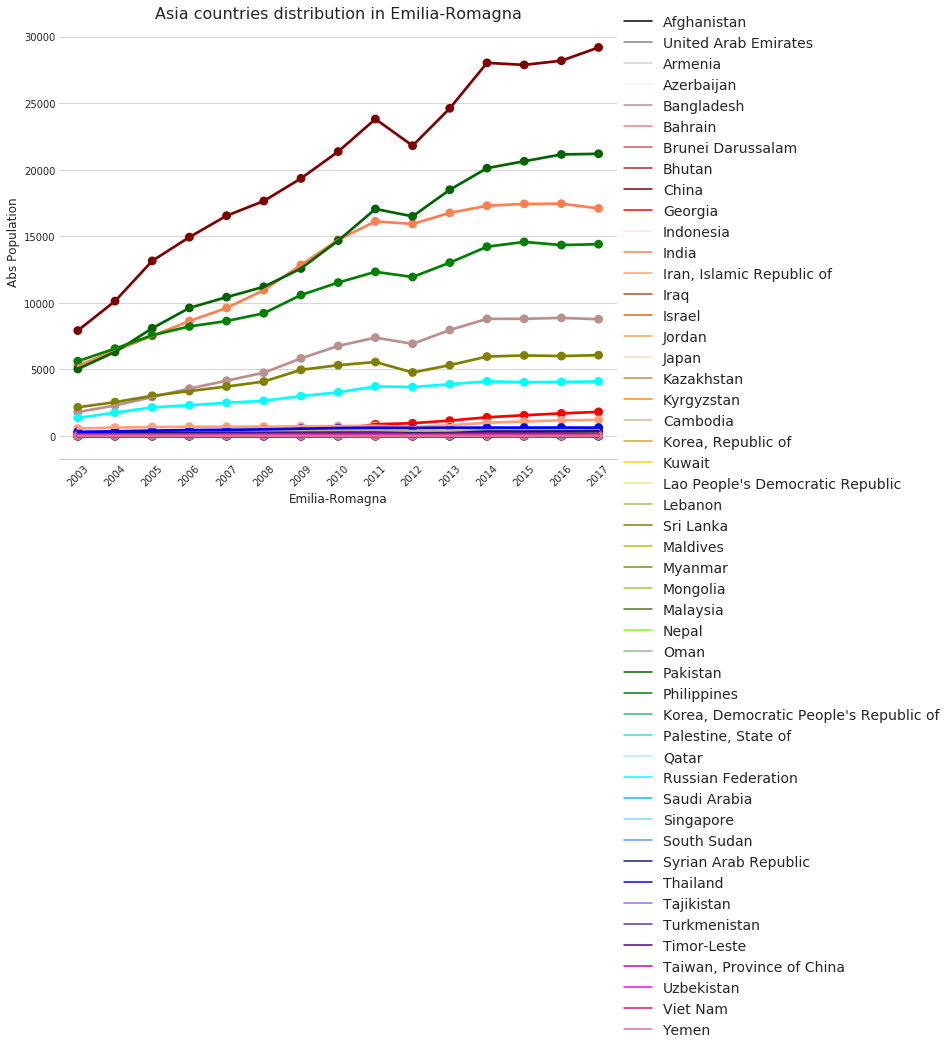 Asia countries distribution in Emilia-Romagna
Abs Population
30000
25000
20000
15000
10000
5000
0
2003
2004
2005
2006
2007
2008
2009
2010
2011
2012
2013
2014
2015
2016
2017
Emilia-Romagna
Afghanistan
United Arab Emirates
Armenia
Azerbaijan
Bangladesh
Bahrain
Brunei Darussalam
Bhutan
China
Georgia
Indonesia
India
Iran, Islamic Republic of
Iraq
Israel
Jordan
Japan
Kazakhstan
Kyrgyzstan
Cambodia
Korea, Republic of
Kuwait
Lao People's Democratic Republic
Lebanon
Sri Lanka
Maldives
Myanmar
Mongolia
Malaysia
Nepal
Oman
Pakistan
Philippines
Korea, Democratic People's Republic of
Palestine, State of
Qatar
Russian Federation
Saudi Arabia
Singapore
South Sudan
Syrian Arab Republic
Thailand
Tajikistan
Turkmenistan
Timor-Leste
Taiwan, Province of China
Uzbekistan
Viet Nam
Yemen